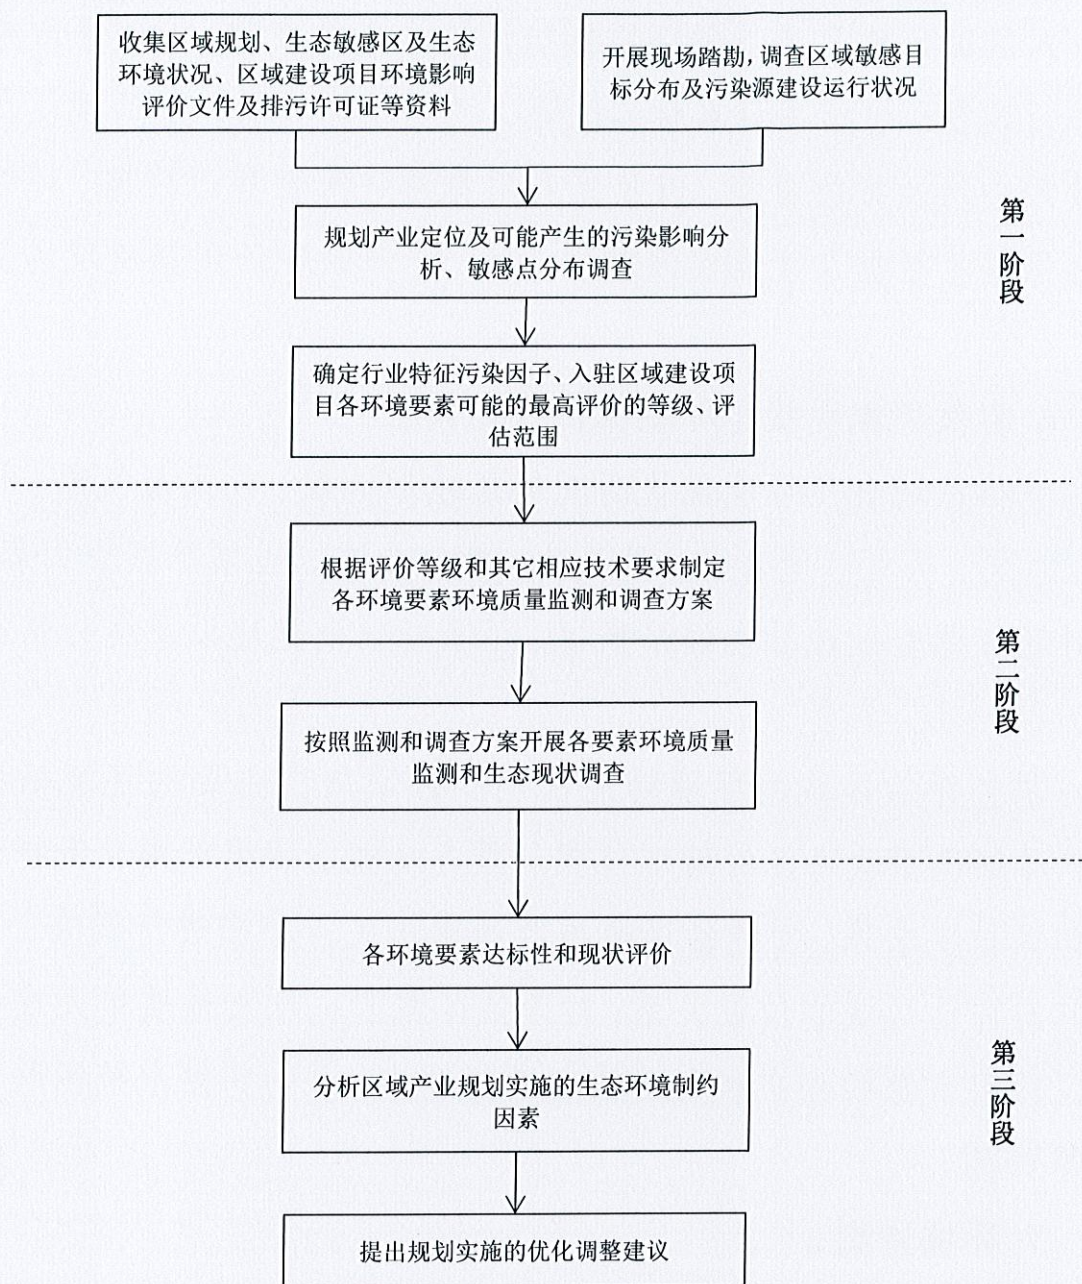 收集区域规划、生态敏感区及生态
环境状况、区域建设项目环境影响
评价文件及排污许可证等资料
开展现场踏勘，调查区域敏感目
标分布及污染源建设运行状况
规划产业定位及可能产生的污染影响分
析、敏感点分布调查
确定行业特征污染因子、入驻区域建设项
目各环境要素可能的最高评价的等级、评
估范围
第一阶段
根据评价等级和其它相应技术要求制定
各环境要素环境质量监测和调查方案
按照监测和调查方案开展各要素环境质量
监测和生态现状调查
第二阶段
各环境要素达标性和现状评价
分析区域产业规划实施的生态环境制约
因素
提出规划实施的优化调整建议
第三阶段